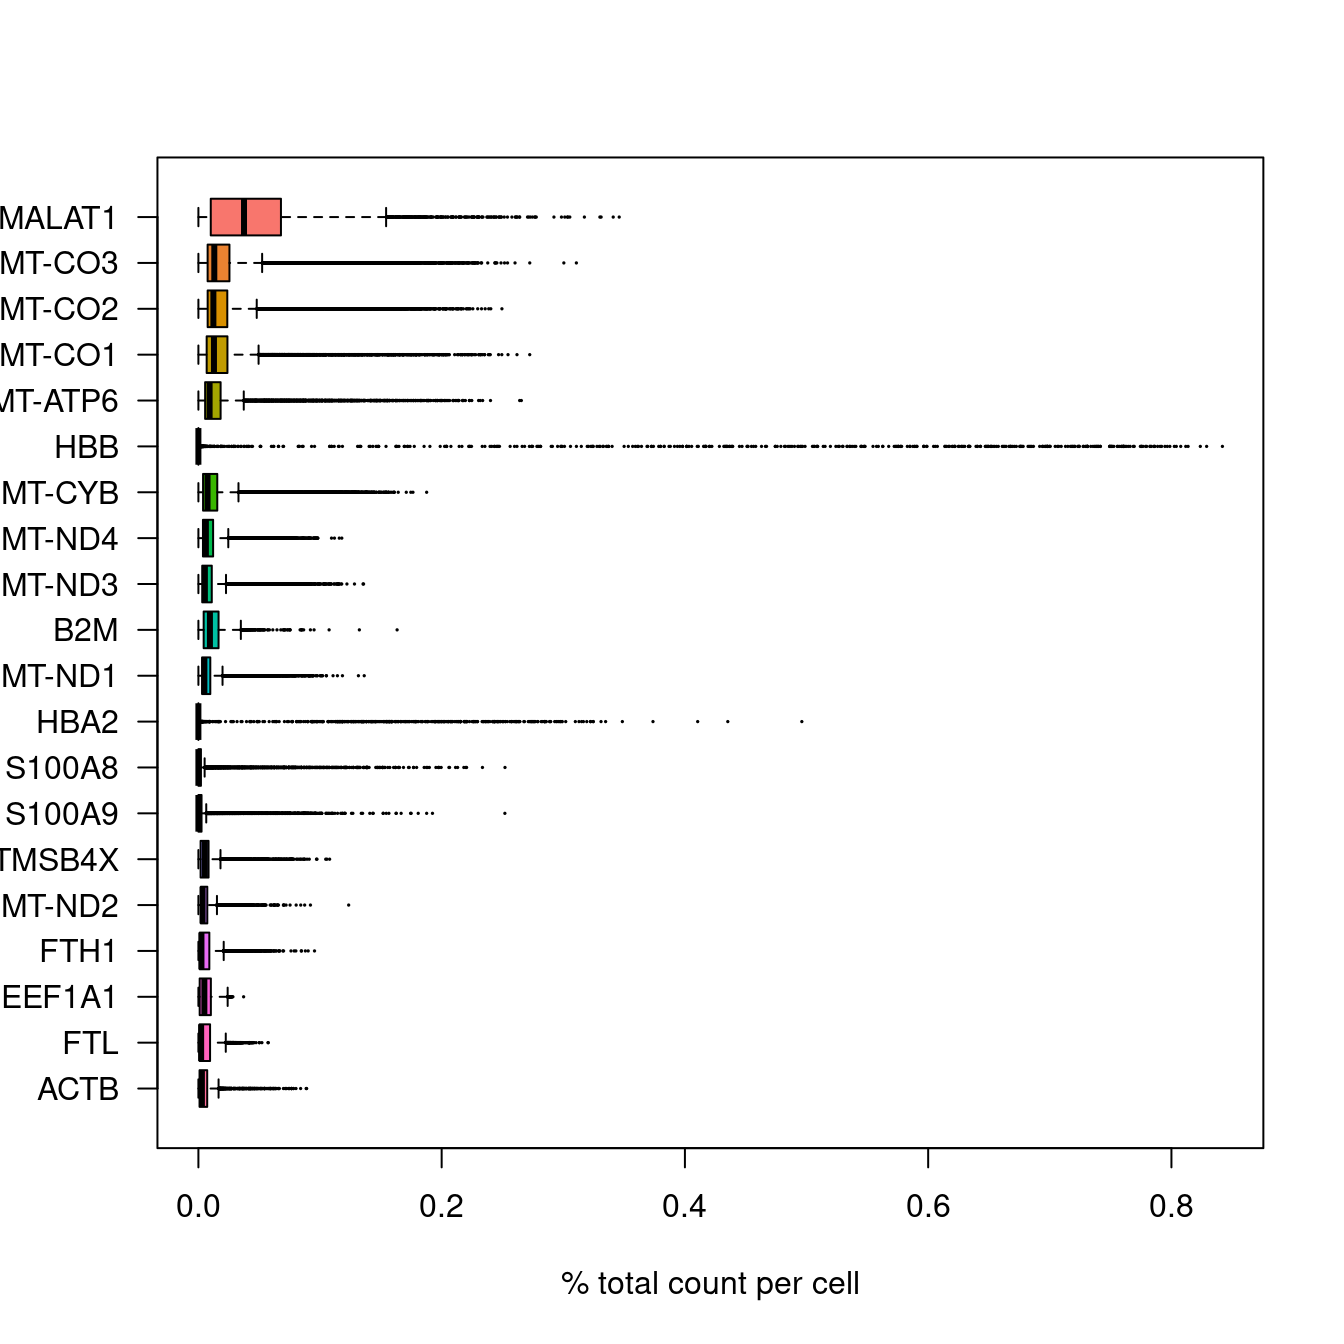 MALAT1
MT-CO3
MT-CO2
MT-CO1
MT-ATP6
HBB
MT-CYB
MT-ND4
MT-ND3
B2M
MT-ND1
HBA2
S100A8
S100A9
TMSB4X
MT-ND2
FTH1
EEF1A1
FTL
ACTB
0.0 0.2 0.4 0.6 0.8
% total count per cell